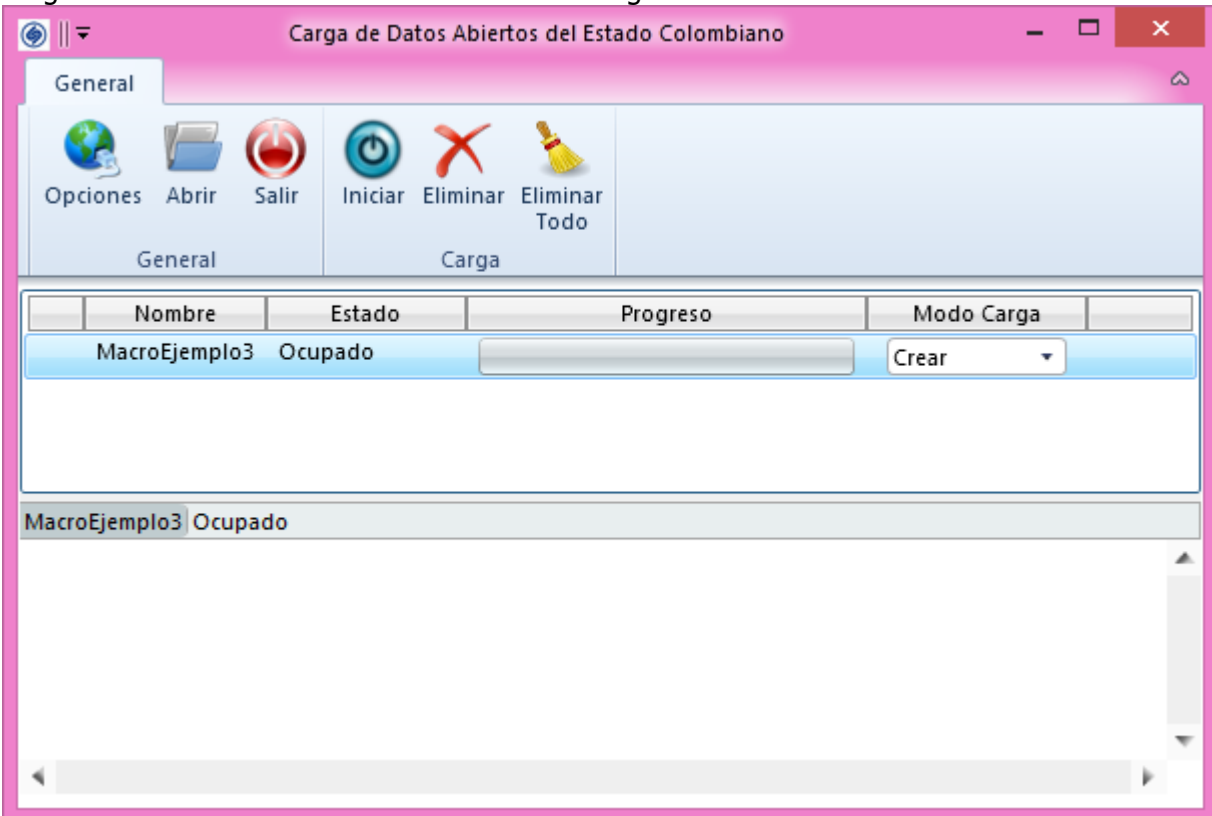 Carga de Datos Abiertos del Estado Colombiano
General
Opciones Abrir Salir Iniciar Eliminar Eliminar Todo
General Carga
Nombre Estado Progreso Modo Carga
MacroEjemplo3 Ocupado Crear
MacroEjemplo3 Ocupado